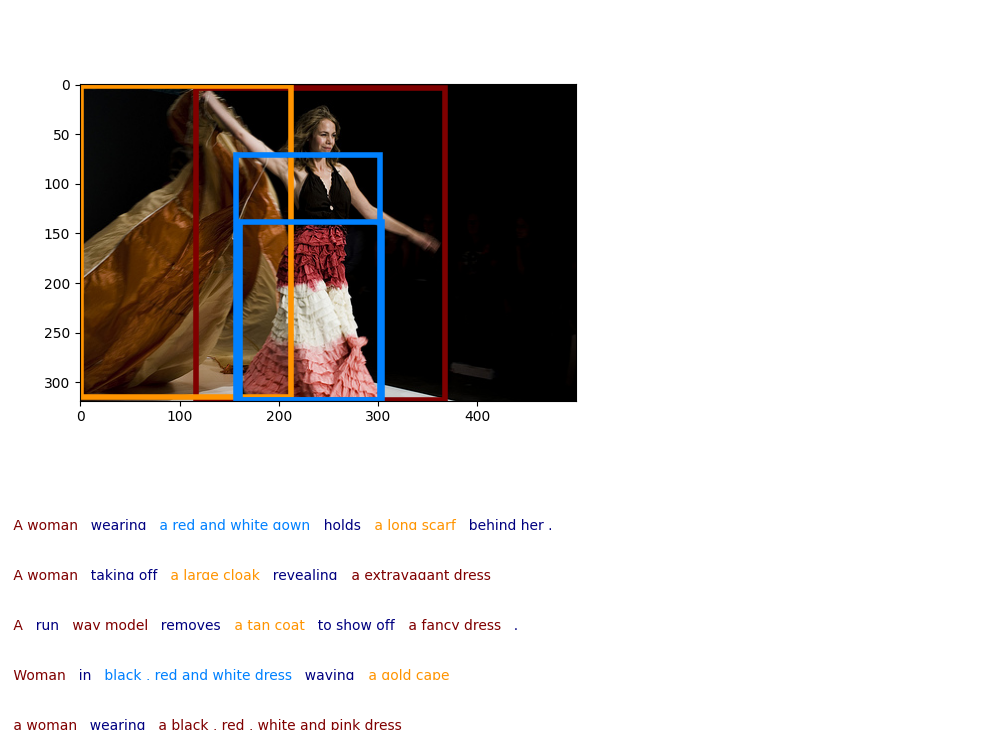 0
50
100
150
200
250
300
0 100 200 300 400
A woman wearing a red and white gown holds a long scarf behind her .
A woman taking off a large cloak revealing a extravagant dress
A run way model removes a tan coat to show off a fancy dress .
Woman in black , red and white dress waving a gold cape
a woman wearing a black , red , white and pink dress